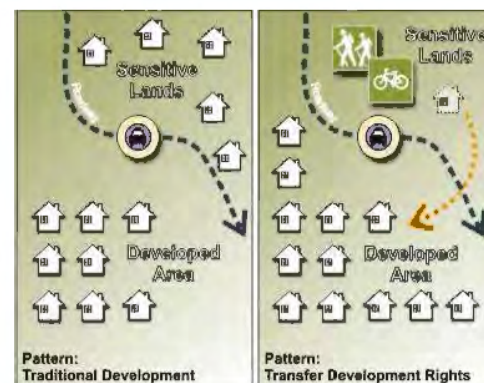 Sensitive
Lands
Developed
Area
Pattern:
Traditional Development
Sensitive
Lands
Developed
Area
Pattern:
Transfer Development Rights